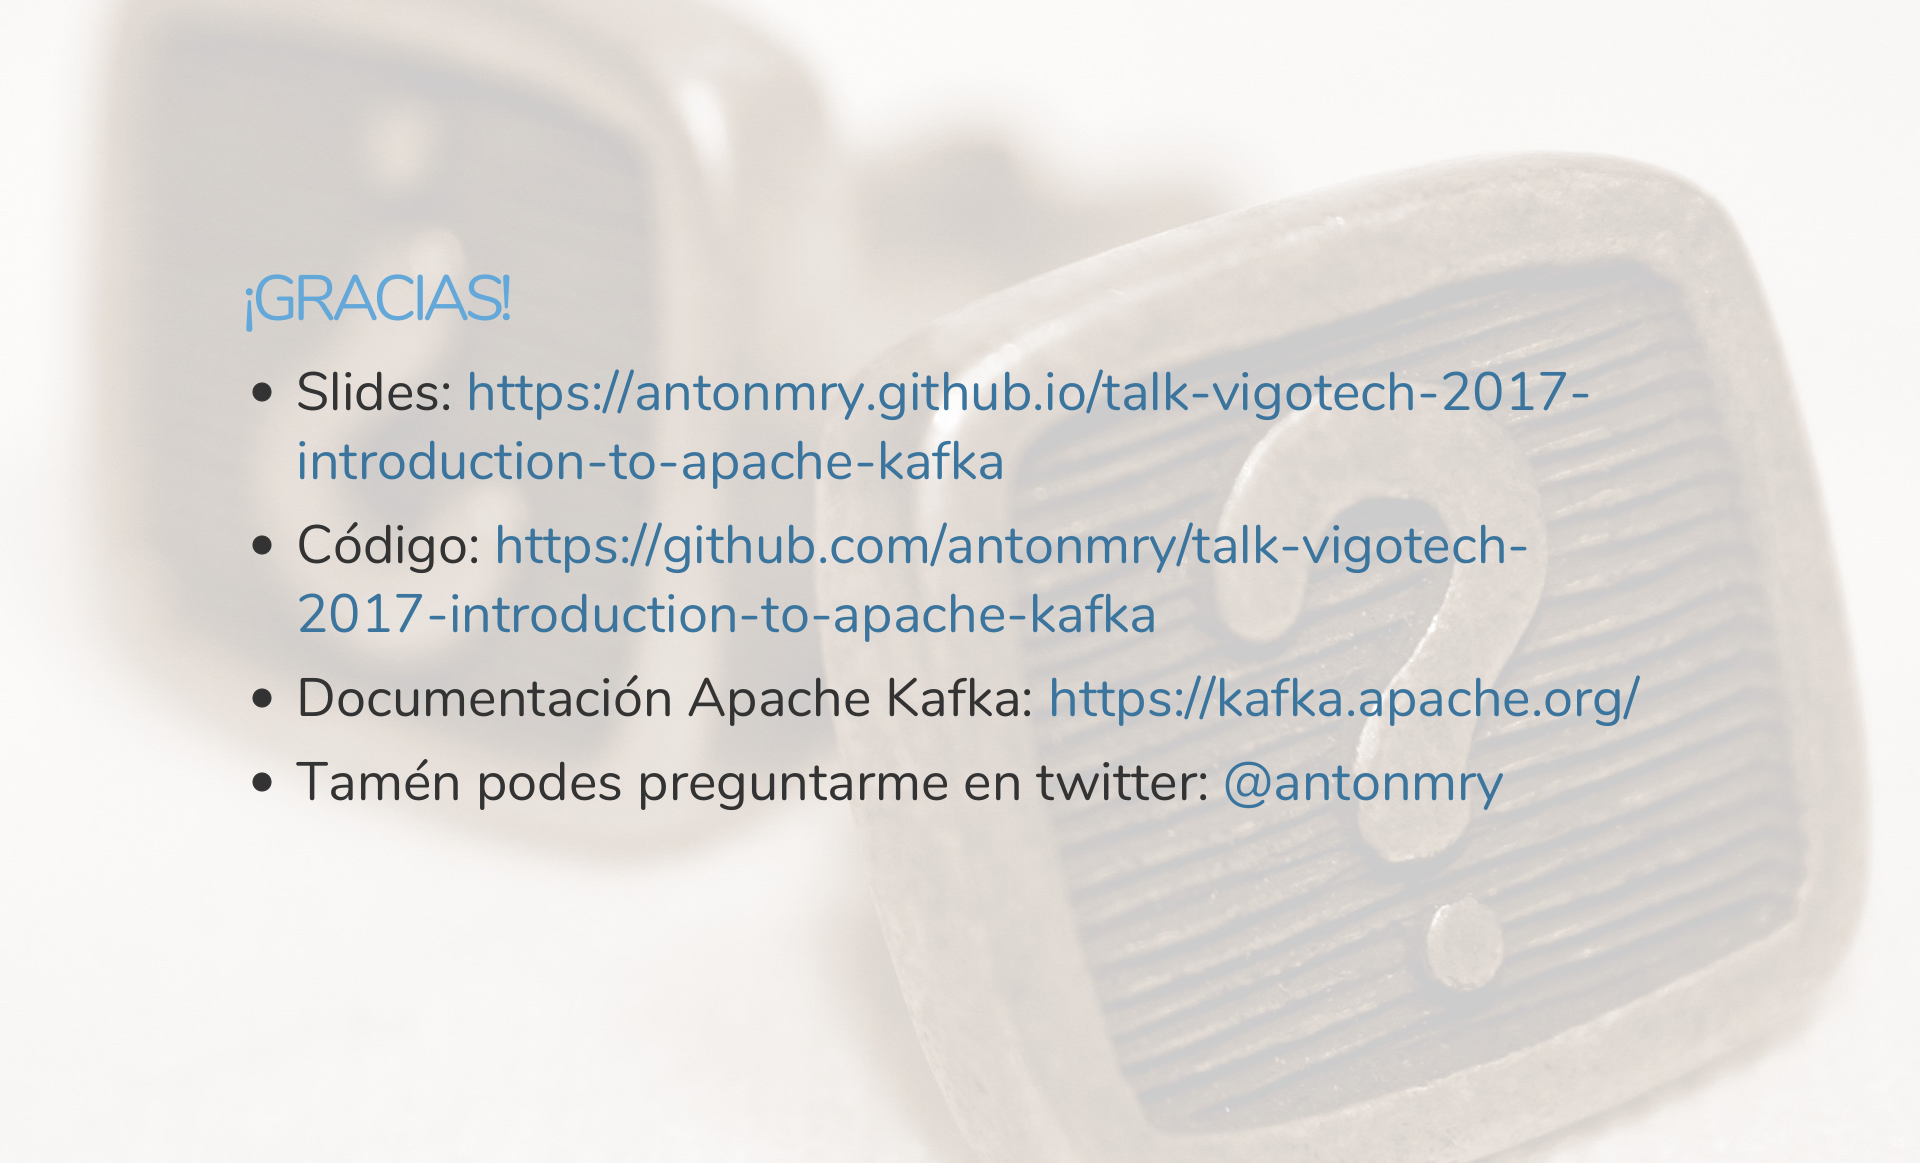 ¡GRACIAS!
• Slides: https://antonmry.github.io/talk-vigotech-2017-
introduction-to-apache-kafka
• Código: https://github.com/antonmry/talk-vigotech-
2017-introduction-to-apache-kafka
• Documentación Apache Kafka: https://kafka.apache.org/
• Tamén podes preguntarme en twitter: @antonmry